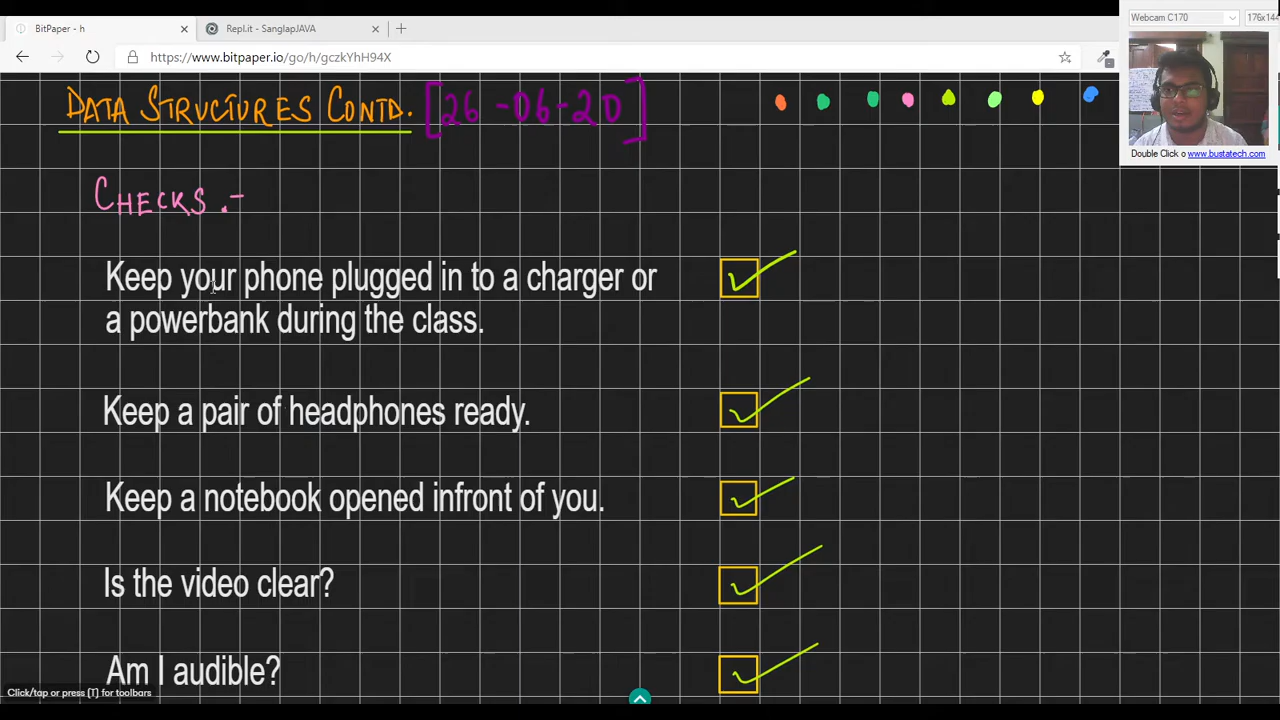 BitPaper - h
Repl.it - SanglapJAVA
Webcam C170
176x144
https://www.bitpaper.io/go/h/gczkYhH94X
DATA STRUCTURES CONTD. [26-06-20]
Double Click o www.bustatech.com
CHECKS :-
Keep your phone plugged in to a charger or
a powerbank during the class.
Keep a pair of headphones ready.
Keep a notebook opened infront of you.
Is the video clear?
Am I audible?
Click/tap or press [T] for toolbars